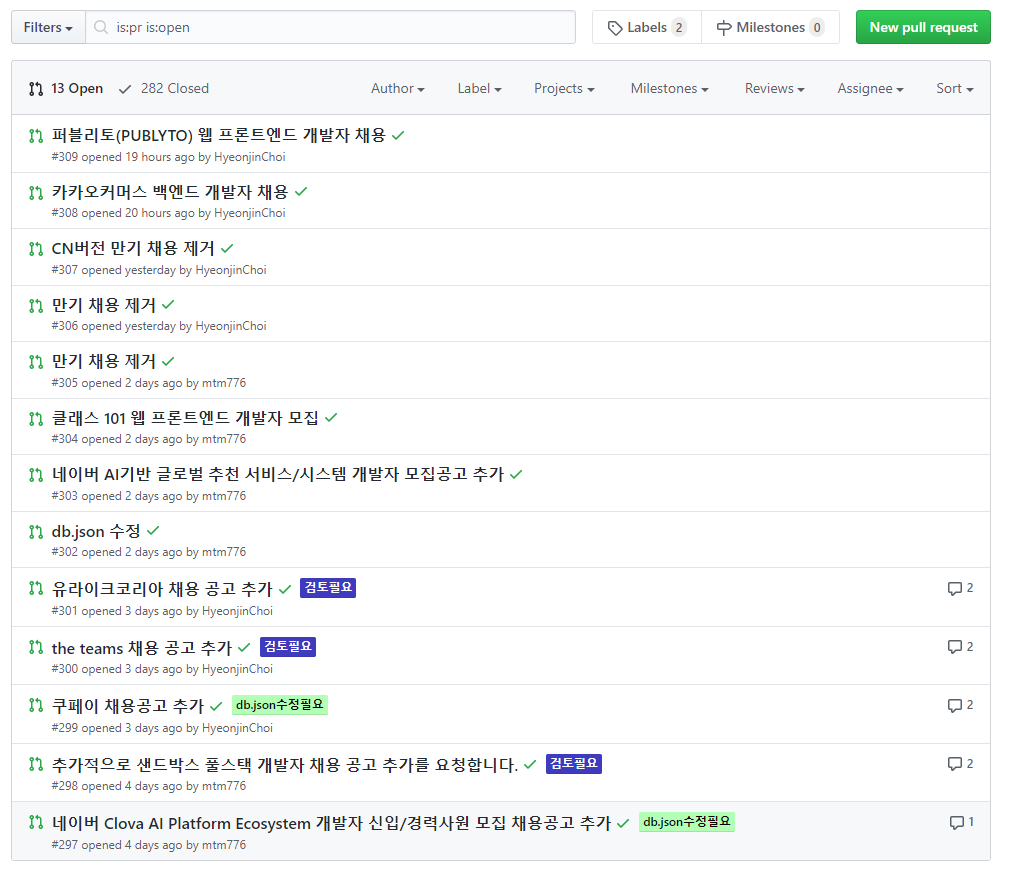 Filters is:pr is:open Labels 2 Milestones 0 New pull request
13 Open 282 Closed Author Label Projects Milestones Reviews Assignee Sort
퍼블리토(PUBLYTO) 웹 프론트엔드 개발자 채용
#309 opened 19 hours ago by HyeonjinChoi
카카오커머스 백엔드 개발자 채용
#308 opened 20 hours ago by HyeonjinChoi
CN버전 만기 채용 제거
#307 opened yesterday by HyeonjinChoi
만기 채용 제거
#306 opened yesterday by HyeonjinChoi
만기 채용 제거
#305 opened 2 days ago by mtm776
클래스 101 웹 프론트엔드 개발자 모집
#304 opened 2 days ago by mtm776
네이버 AI기반 글로벌 추천 서비스/시스템 개발자 모집공고 추가
#303 opened 2 days ago by mtm776
db.json 수정
#302 opened 2 days ago by mtm776
유라이크코리아 채용 공고 추가 검토필요 2
#301 opened 3 days ago by HyeonjinChoi
the teams 채용 공고 추가 검토필요 2
#300 opened 3 days ago by HyeonjinChoi
쿠페이 채용공고 추가 db.json수정필요 2
#299 opened 3 days ago by HyeonjinChoi
추가적으로 샌드박스 풀스택 개발자 채용 공고 추가를 요청합니다. 검토필요 2
#298 opened 4 days ago by mtm776
네이버 Clova AI Platform Ecosystem 개발자 신입/경력사원 모집 채용공고 추가 db.json수정필요 1
#297 opened 4 days ago by mtm776